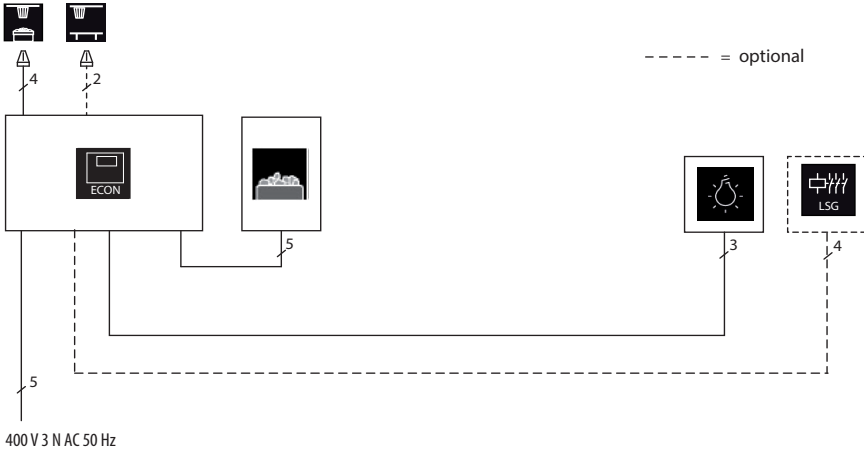 ----- = optional
4
2
ECON
LSG
5
3
4
5
400 V 3 N AC 50 Hz